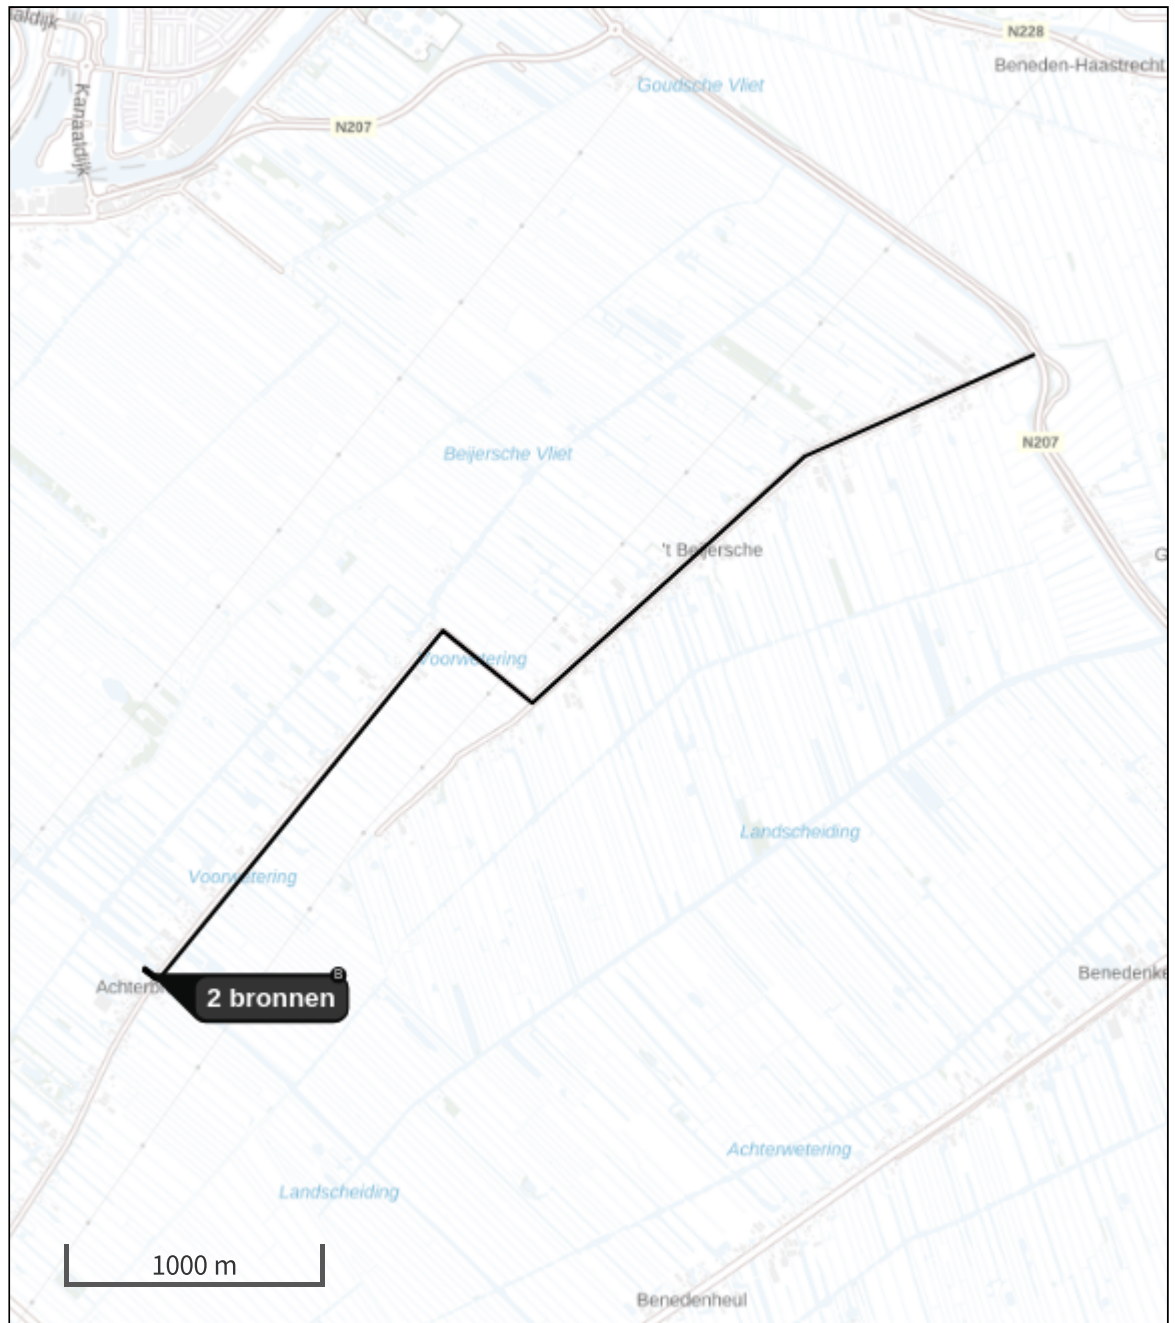 N228
Beneden-Haastrecht
Kanaaldijk
Goudsche Vliet
N207
Beijersche Vliet
N207
't Beijersche
Voorwetering
Landscheiding
Voorwetering
2 bronnen
B
Achterwetering
Landscheiding
1000 m
Benedenheul